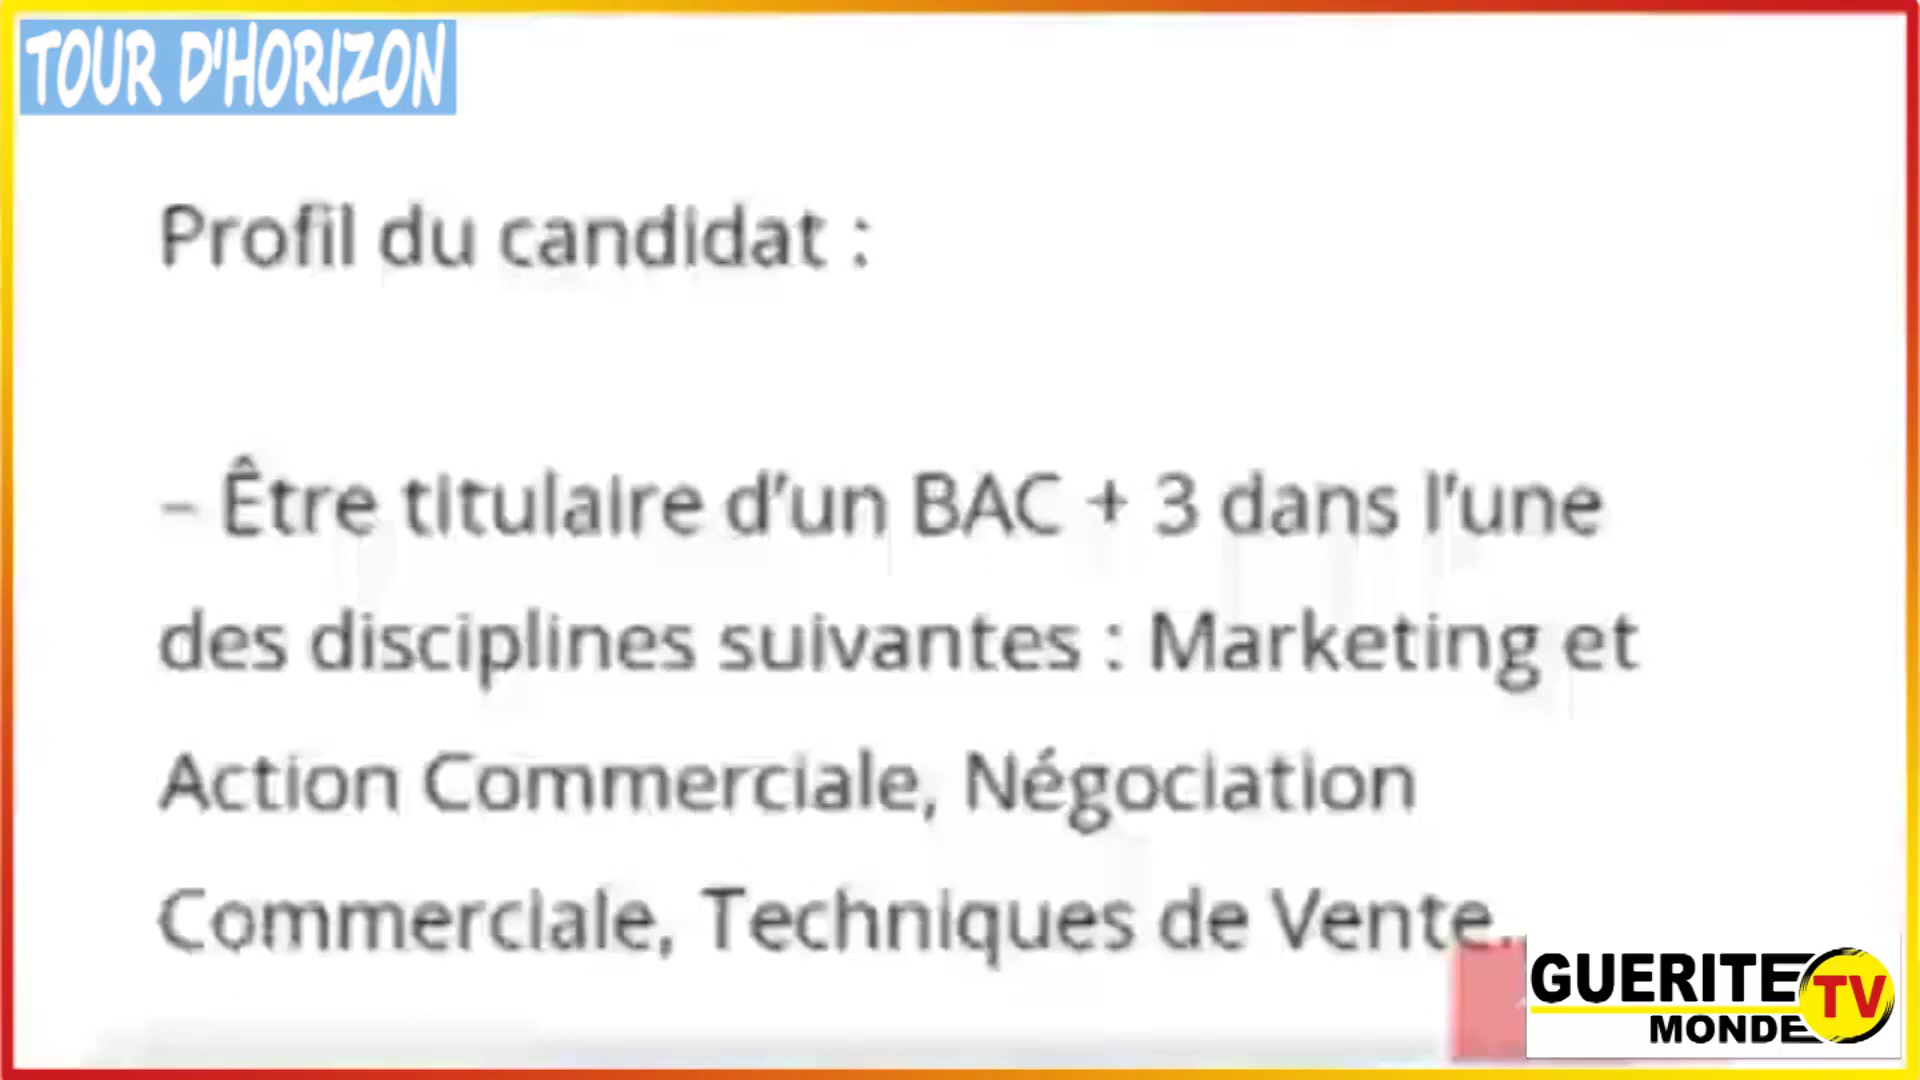 TOUR D'HORIZON
Profil du candidat :
– Être titulaire d'un BAC + 3 dans l'une
des disciplines suivantes : Marketing et
Action Commerciale, Négociation
Commerciale, Techniques de Vente.
GUERITE TV
MONDE